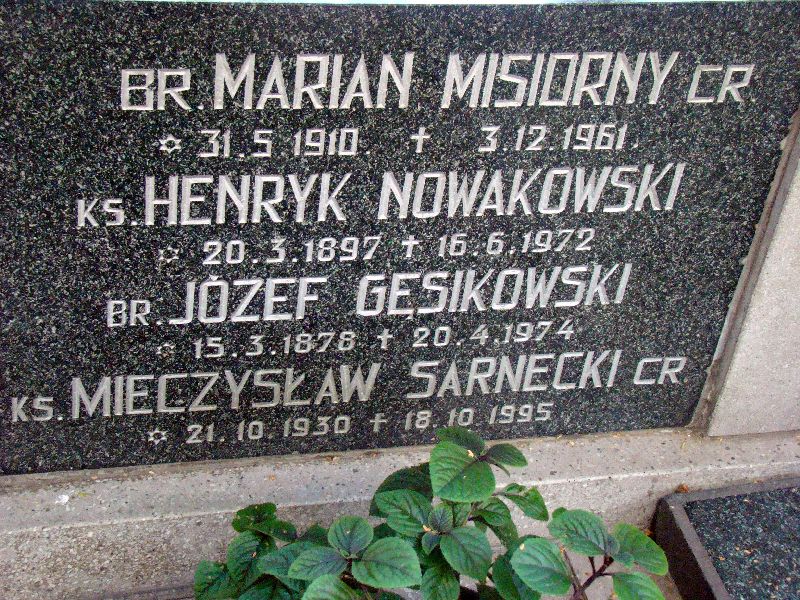 BR. MARIAN MISIORNY CR.
✡ 31.5 1910. † 3.12.1961.
KS. HENRYK NOWAKOWSKI
✡ 20.3.1897 † 16.6.1972
BR. JÓZEF GĘSIKOWSKI
✡ 15.3.1878 † 20.4.1974
KS. MIECZYSŁAW SARNECKI CR
✡ 21.10.1930 † 18.10 1995